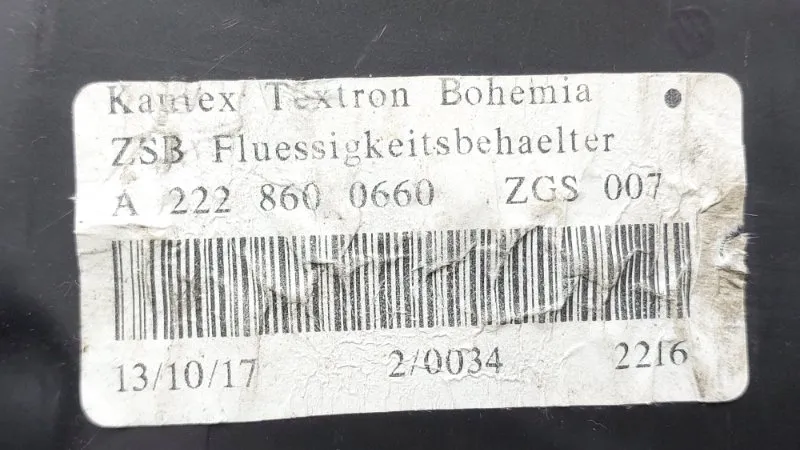 Kautex Textron Bohemia
ZSB Fluessigkeitsbehaelter
A 222 860 0660 ZGS 007
13/10/17 2/0034 2216